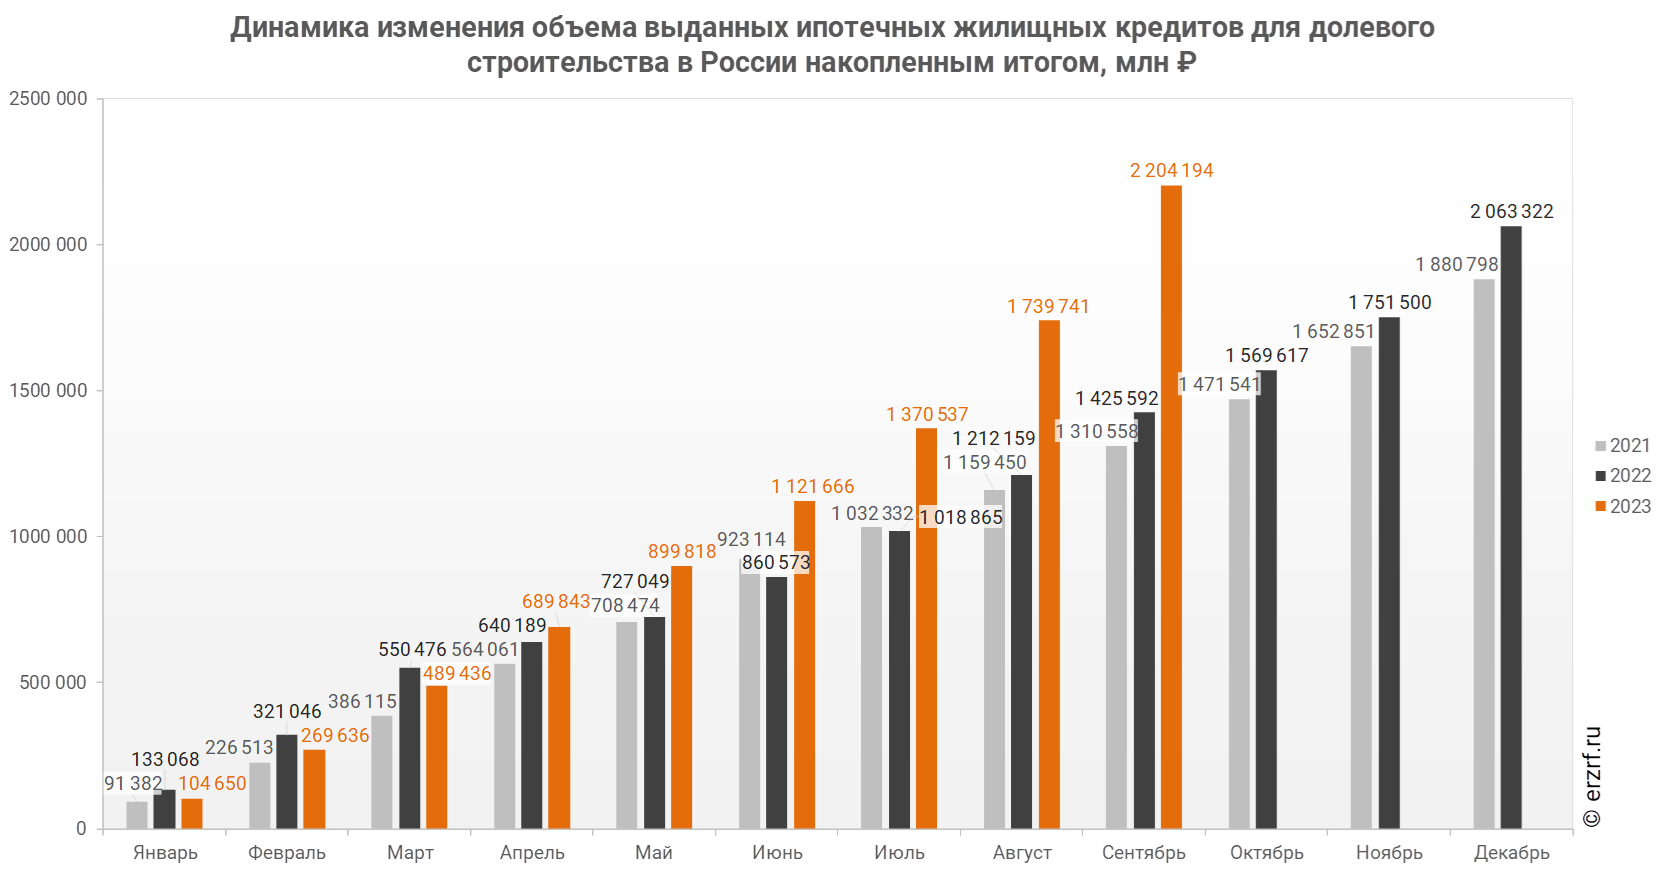 Динамика изменения объема выданных ипотечных жилищных кредитов для долевого
строительства в России накопленным итогом, млн ₽
2500 000
2000 000
1500 000
1000 000
500 000
0
91 382
133 068
104 650
226 513
321 046
269 636
386 115
550 476
489 436
564 061
640 189
689 843
708 474
727 049
899 818
923 114
860 573
1 121 666
1 032 332
1 018 865
1 370 537
1 159 450
1 212 159
1 739 741
1 310 558
1 425 592
2 204 194
1 471 541
1 569 617
1 652 851
1 751 500
1 880 798
2 063 322
Январь
Февраль
Март
Апрель
Май
Июнь
Июль
Август
Сентябрь
Октябрь
Ноябрь
Декабрь
2021
2022
2023
© erzrf.ru